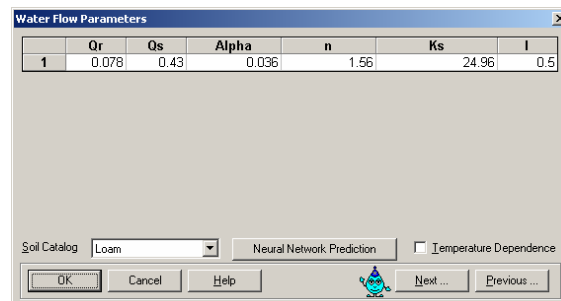 Water Flow Parameters
Qr Qs Alpha n Ks l
1 0.078 0.43 0.036 1.56 24.96 0.5
Soil Catalog Loam Neural Network Prediction Temperature Dependence
OK Cancel Help Next ... Previous ...